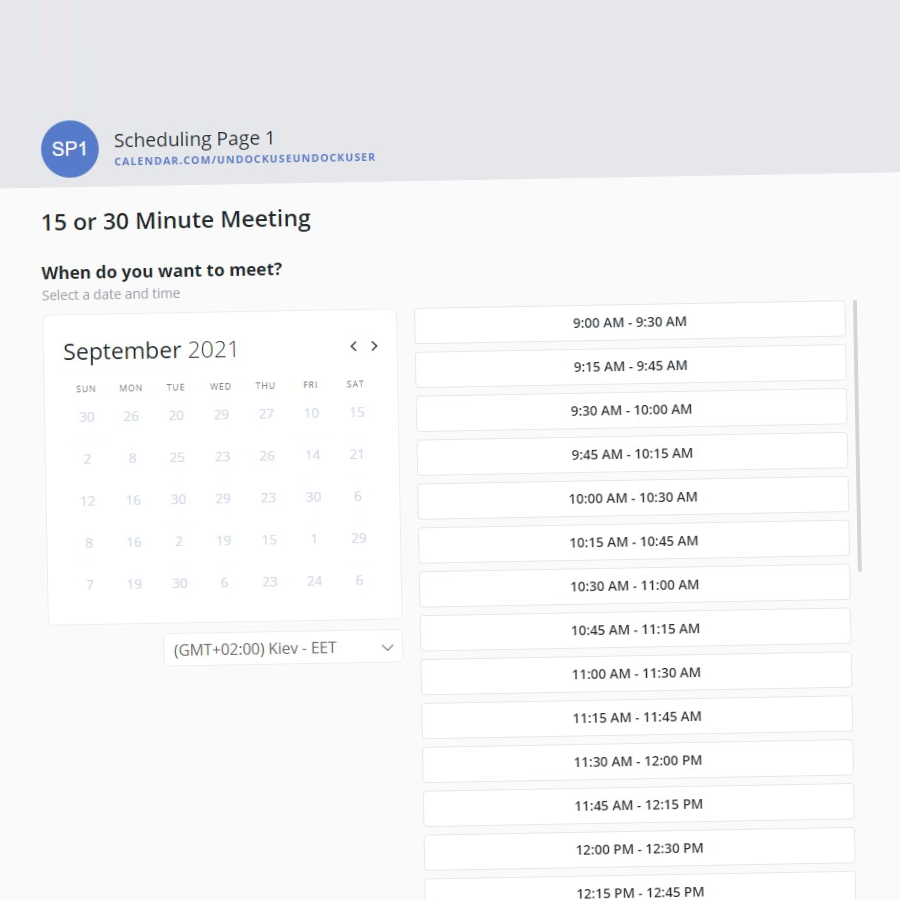 SP1
Scheduling Page 1
CALENDAR.COM/UNDOCKUSEUNDOCKUSER
15 or 30 Minute Meeting
When do you want to meet?
Select a date and time
September 2021
SUN MON TUE WED THU FRI SAT
30 26 20 29 27 10 15
2 8 25 23 26 14 21
12 16 30 29 23 30 6
8 16 2 19 15 1 29
7 19 30 6 23 24 6
(GMT+02:00) Kiev - EET
9:00 AM - 9:30 AM
9:15 AM - 9:45 AM
9:30 AM - 10:00 AM
9:45 AM - 10:15 AM
10:00 AM - 10:30 AM
10:15 AM - 10:45 AM
10:30 AM - 11:00 AM
10:45 AM - 11:15 AM
11:00 AM - 11:30 AM
11:15 AM - 11:45 AM
11:30 AM - 12:00 PM
11:45 AM - 12:15 PM
12:00 PM - 12:30 PM
12:15 PM - 12:45 PM